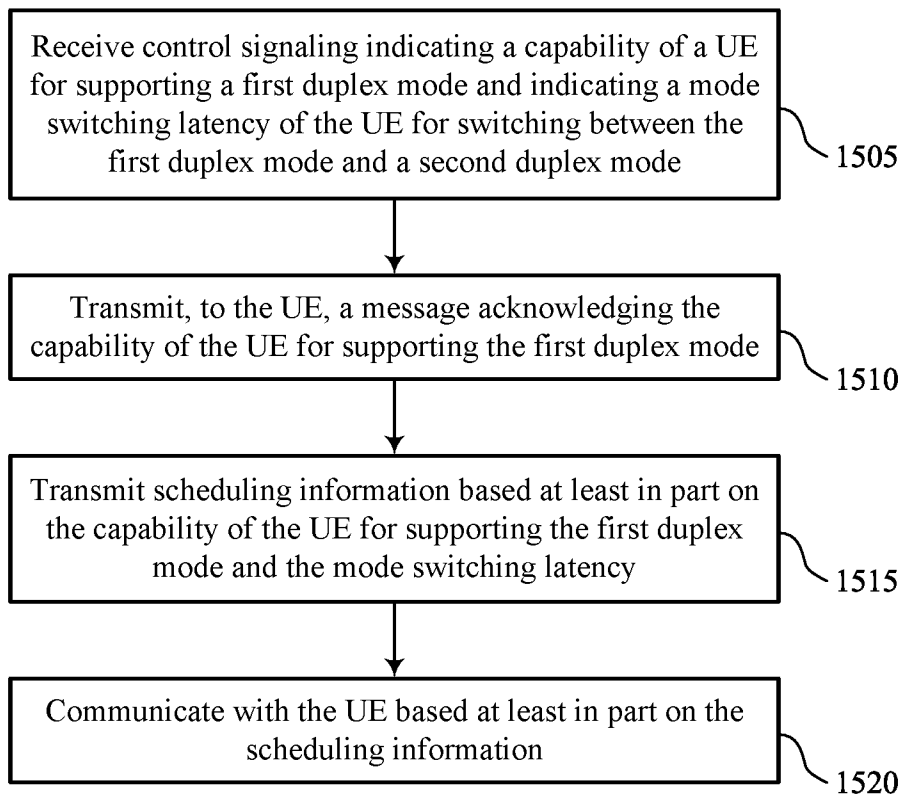 Receive control signaling indicating a capability of a UE
for supporting a first duplex mode and indicating a mode
switching latency of the UE for switching between the
first duplex mode and a second duplex mode
1505
Transmit, to the UE, a message acknowledging the
capability of the UE for supporting the first duplex mode
1510
Transmit scheduling information based at least in part on
the capability of the UE for supporting the first duplex
mode and the mode switching latency
1515
Communicate with the UE based at least in part on the
scheduling information
1520